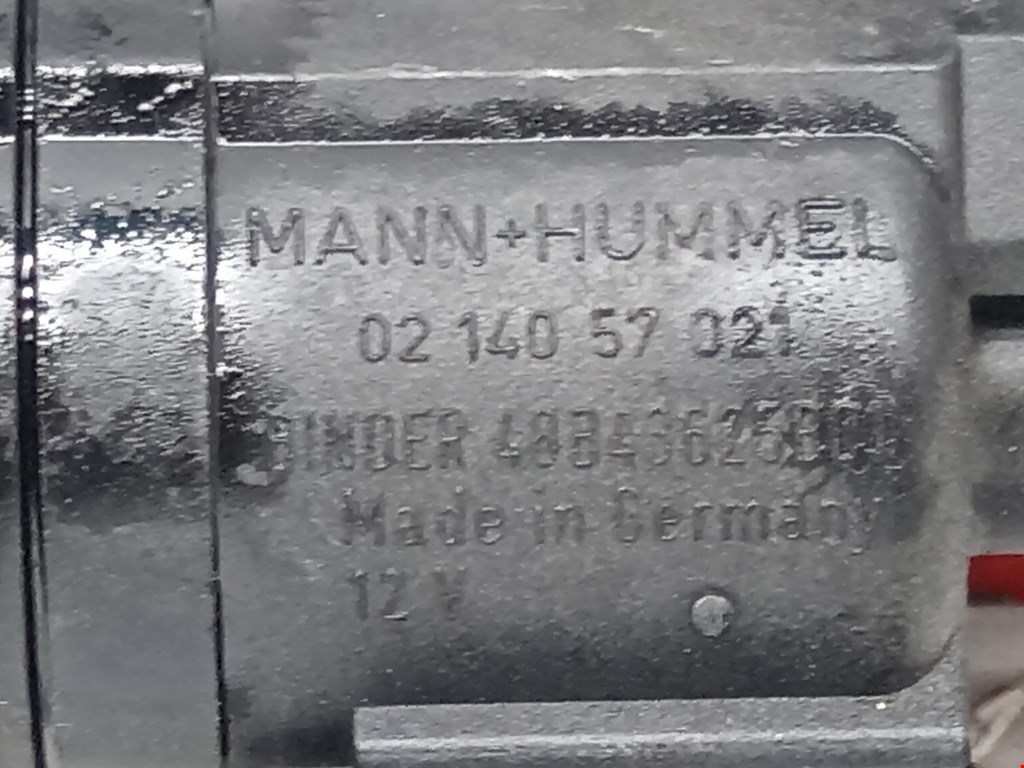 MANN+HUMMEL
02 140 57 021
BINDER
Made in Germany
12 V